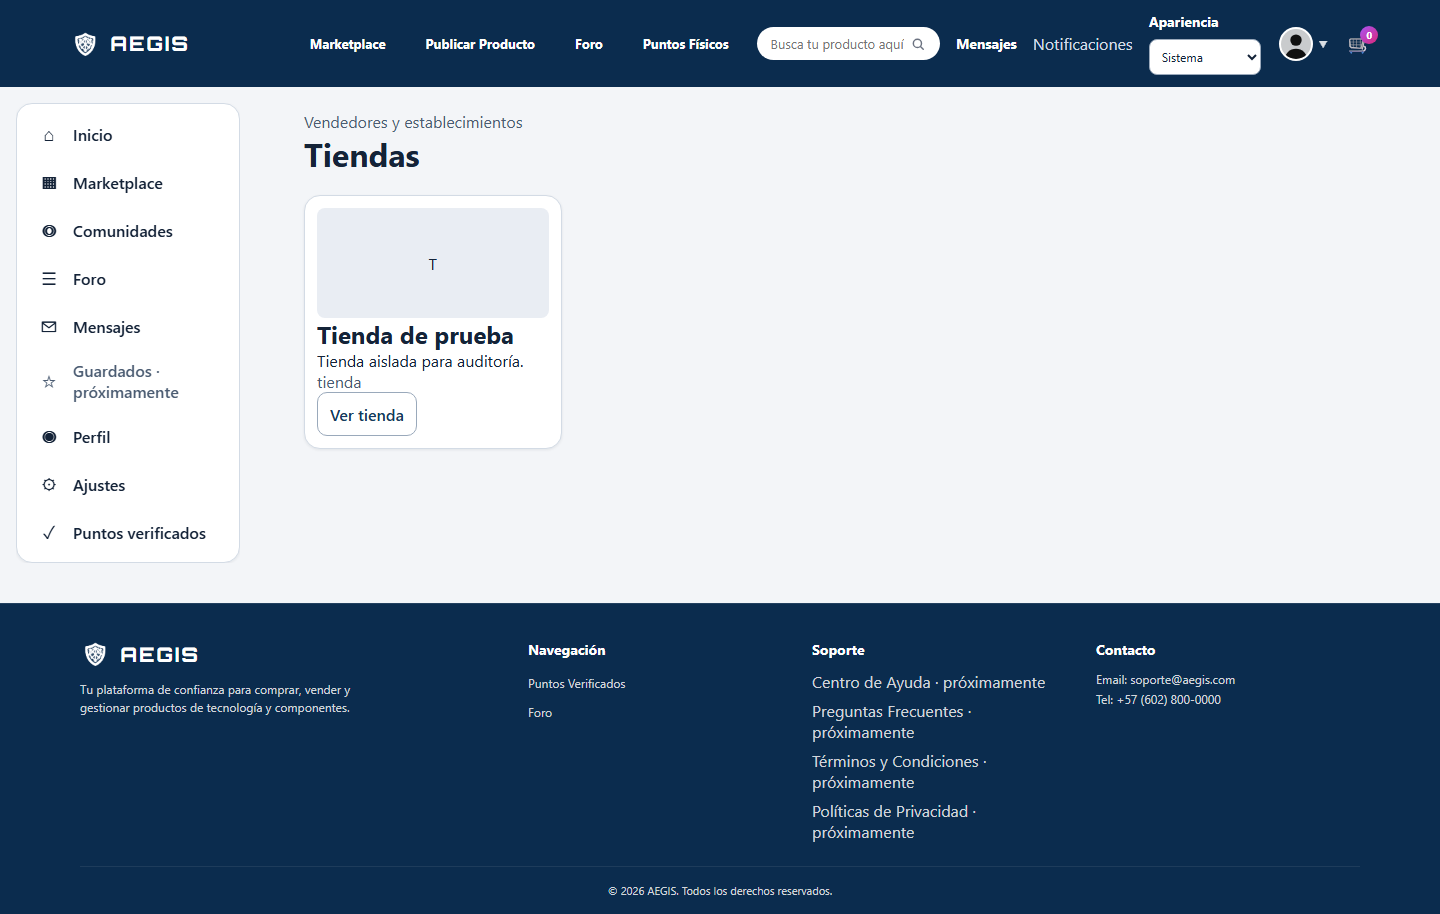 AEGIS
Marketplace
Publicar Producto
Foro
Puntos Físicos
Busca tu producto aquí
Mensajes
Notificaciones
Apariencia
Sistema
0
Inicio
Marketplace
Comunidades
Foro
Mensajes
Guardados ·
próximamente
Perfil
Ajustes
Puntos verificados
Vendedores y establecimientos
Tiendas
T
Tienda de prueba
Tienda aislada para auditoría.
tienda
Ver tienda
AEGIS
Tu plataforma de confianza para comprar, vender y
gestionar productos de tecnología y componentes.
Navegación
Puntos Verificados
Foro
Soporte
Centro de Ayuda · próximamente
Preguntas Frecuentes ·
próximamente
Términos y Condiciones ·
próximamente
Políticas de Privacidad ·
próximamente
Contacto
Email: soporte@aegis.com
Tel: +57 (602) 800-0000
© 2026 AEGIS. Todos los derechos reservados.